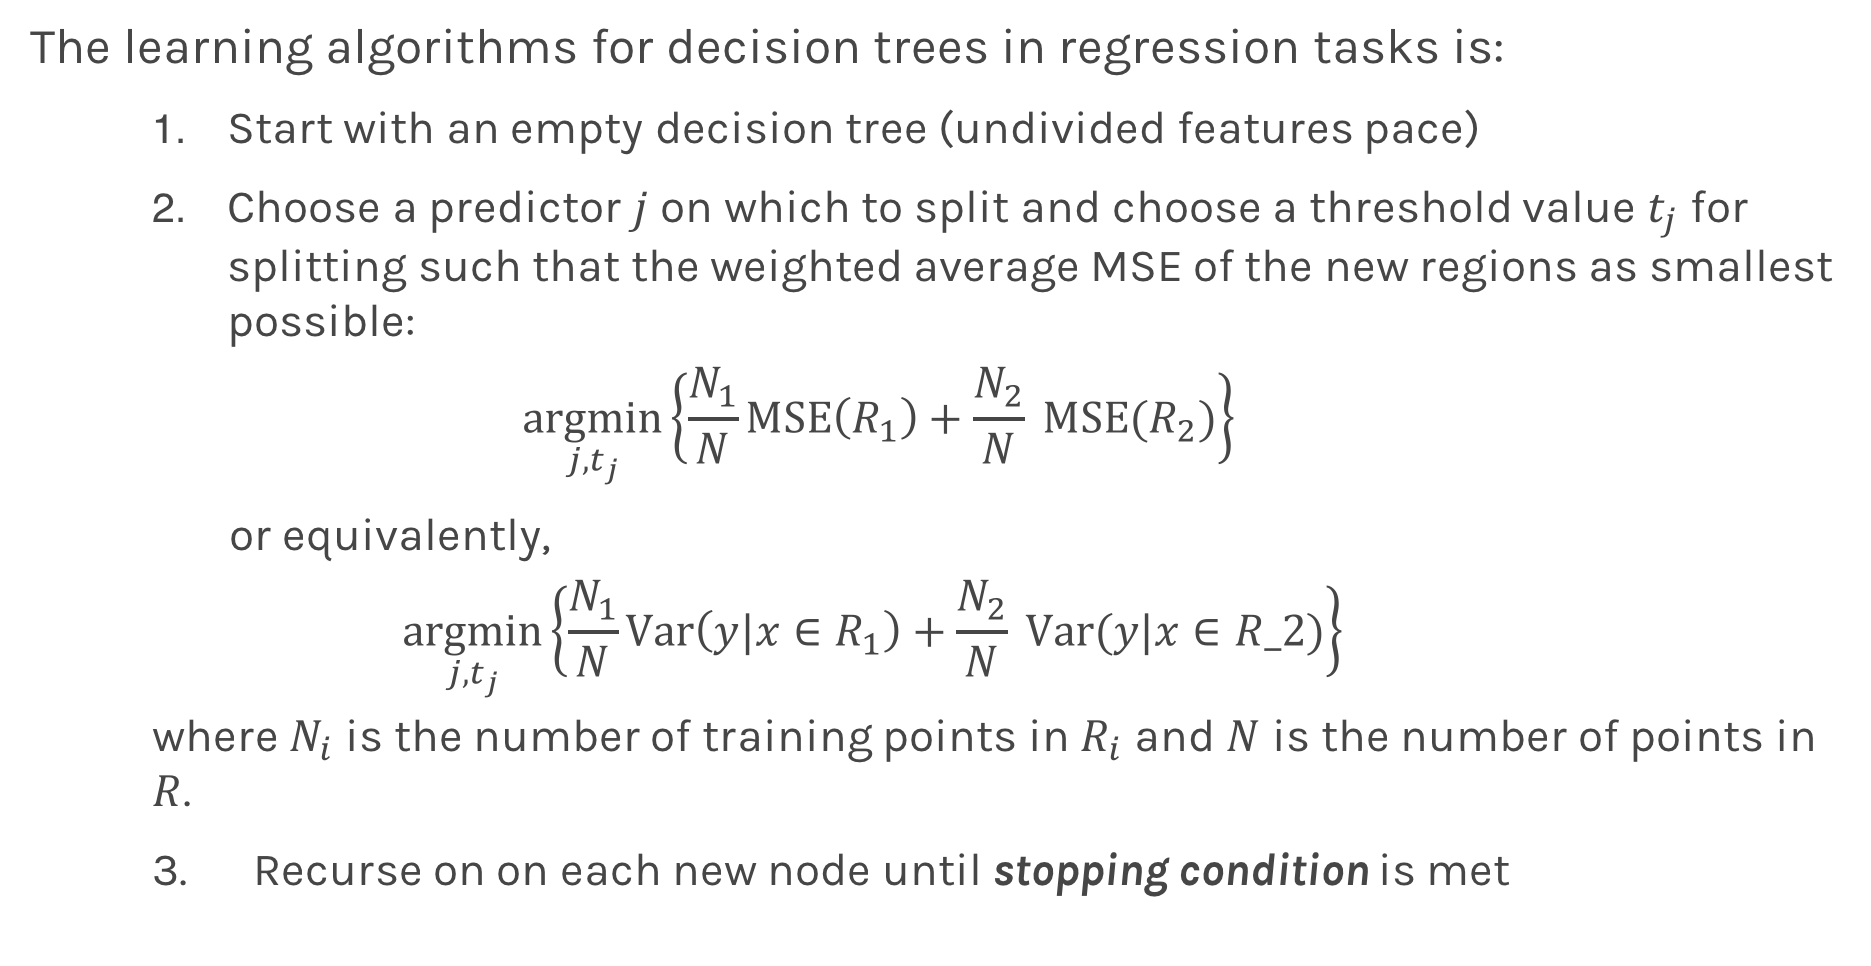 The learning algorithms for decision trees in regression tasks is:
1. Start with an empty decision tree (undivided features pace)
2. Choose a predictor j on which to split and choose a threshold value t_j for
splitting such that the weighted average MSE of the new regions as smallest
possible:
argmin_{j,t_j} { N_1/N MSE(R_1) + N_2/N MSE(R_2) }
or equivalently,
argmin_{j,t_j} { N_1/N Var(y|x ∈ R_1) + N_2/N Var(y|x ∈ R_2) }
where N_i is the number of training points in R_i and N is the number of points in
R.
3. Recurse on on each new node until stopping condition is met